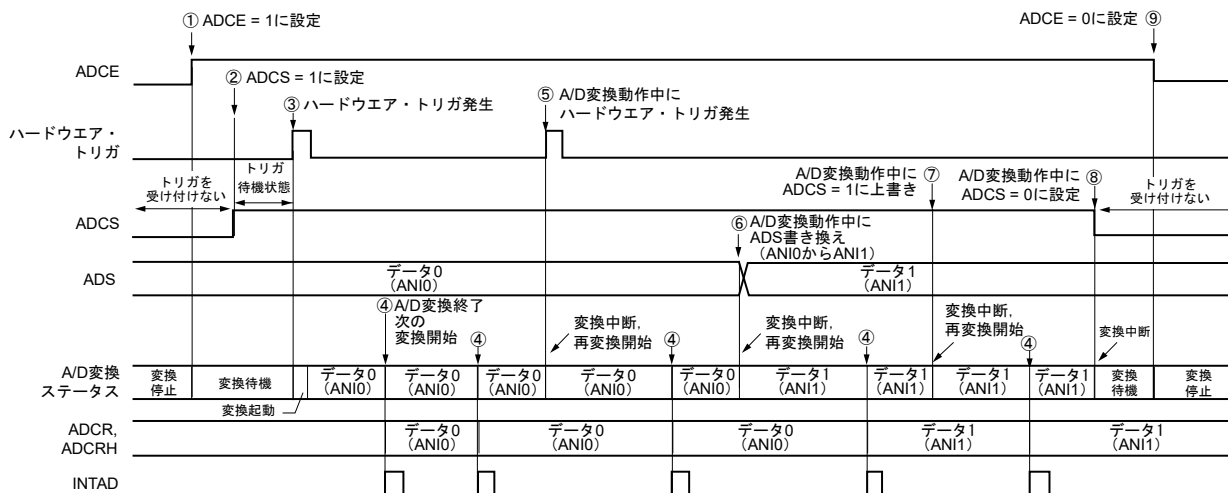 ① ADCE = 1に設定
ADCE = 0に設定 ⑨
ADCE
② ADCS = 1に設定
③ ハードウエア・トリガ発生
⑤ A/D変換動作中に
ハードウエア・トリガ発生
ハードウエア・
トリガ
トリガを
受け付けない
トリガ
待機状態
A/D変換動作中に ⑦
ADCS = 1に上書き
A/D変換動作中に ⑧
ADCS = 0に設定
トリガを
受け付けない
ADCS
⑥ A/D変換動作中に
ADS書き換え
(ANI0からANI1)
ADS
データ0
(ANI0)
データ1
(ANI1)
④ A/D変換終了
次の
変換開始
④
変換中断,
再変換開始
④
変換中断,
再変換開始
④
変換中断,
再変換開始
④
変換中断
A/D変換
ステータス
変換
停止
変換待機
変換起動
データ0
(ANI0)
データ0
(ANI0)
データ0
(ANI0)
データ0
(ANI0)
データ0
(ANI0)
データ1
(ANI1)
データ1
(ANI1)
データ1
(ANI1)
データ1
(ANI1)
変換
待機
変換
停止
ADCR,
ADCRH
データ0
(ANI0)
データ0
(ANI0)
データ0
(ANI0)
データ1
(ANI1)
データ1
(ANI1)
INTAD